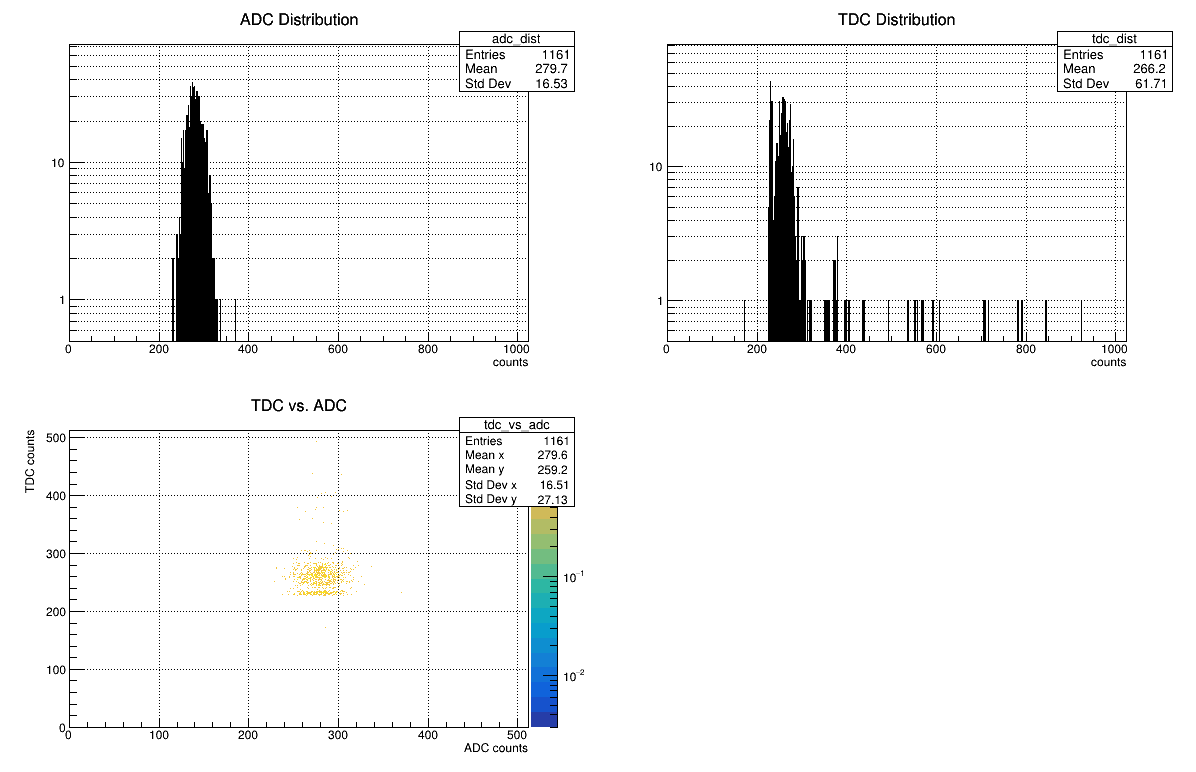 ADC Distribution
adc_dist
Entries 1161
Mean 279.7
Std Dev 16.53
10
1
0 200 400 600 800 1000
counts
TDC Distribution
tdc_dist
Entries 1161
Mean 266.2
Std Dev 61.71
10
1
0 200 400 600 800 1000
counts
TDC vs. ADC
tdc_vs_adc
Entries 1161
Mean x 279.6
Mean y 259.2
Std Dev x 16.51
Std Dev y 27.13
TDC counts
500
400
300
200
100
0
0 100 200 300 400 500
ADC counts
10⁻¹
10⁻²